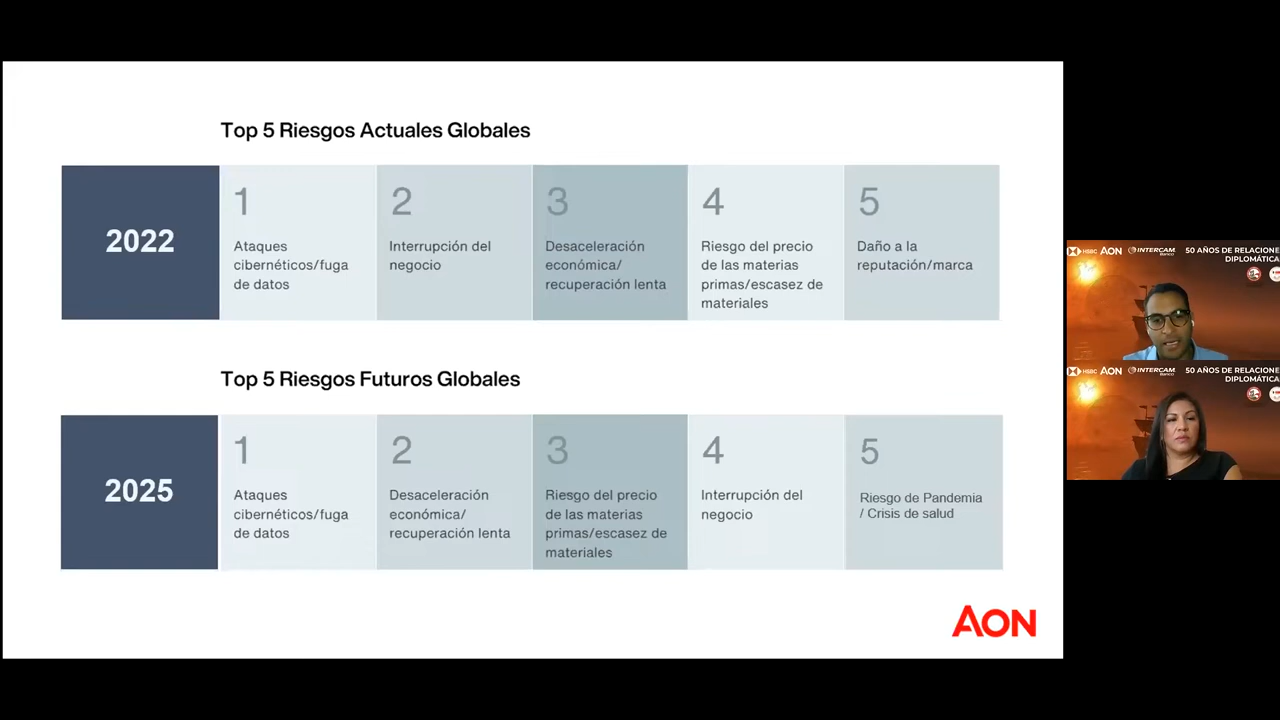 Top 5 Riesgos Actuales Globales
2022
1
Ataques
cibernéticos/fuga
de datos
2
Interrupción del
negocio
3
Desaceleración
económica/
recuperación lenta
4
Riesgo del precio
de las materias
primas/escasez de
materiales
5
Daño a la
reputación/marca
Top 5 Riesgos Futuros Globales
2025
1
Ataques
cibernéticos/fuga
de datos
2
Desaceleración
económica/
recuperación lenta
3
Riesgo del precio
de las materias
primas/escasez de
materiales
4
Interrupción del
negocio
5
Riesgo de Pandemia
/ Crisis de salud
AON
HSBC AON INTERCAM Banco 50 AÑOS DE RELACIONE
DIPLOMÁTICA
HSBC AON INTERCAM Banco 50 AÑOS DE RELACIONE
DIPLOMÁTICA